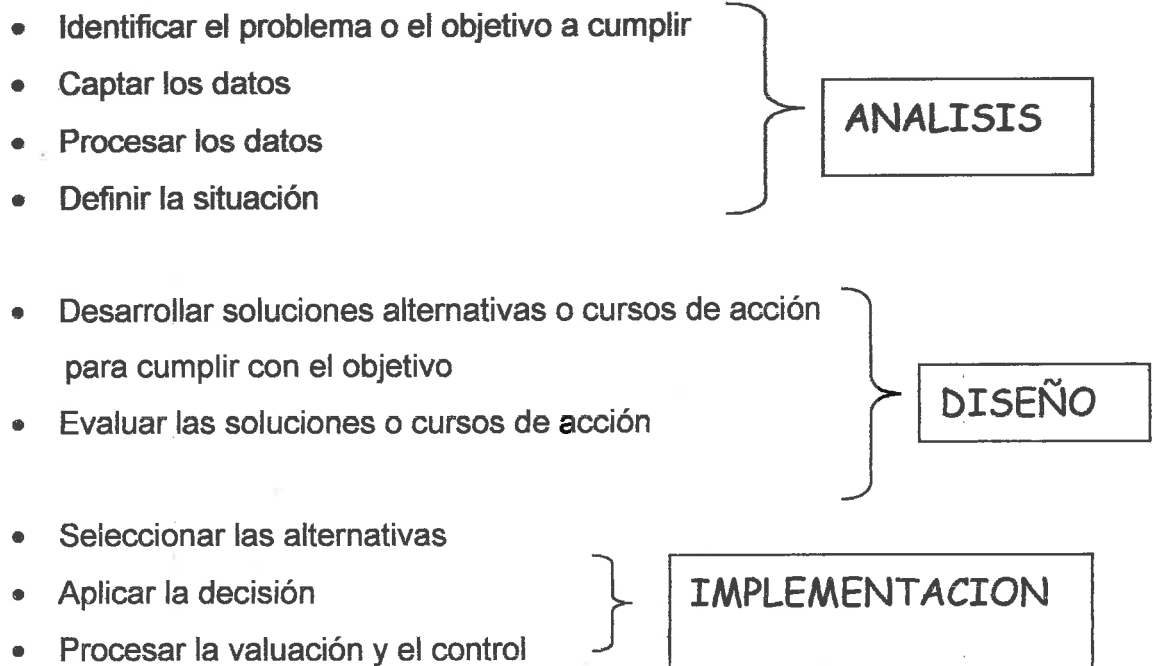 • Identificar el problema o el objetivo a cumplir
• Captar los datos
• Procesar los datos
• Definir la situación
ANALISIS
• Desarrollar soluciones alternativas o cursos de acción
para cumplir con el objetivo
• Evaluar las soluciones o cursos de acción
DISEÑO
• Seleccionar las alternativas
• Aplicar la decisión
• Procesar la valuación y el control
IMPLEMENTACION